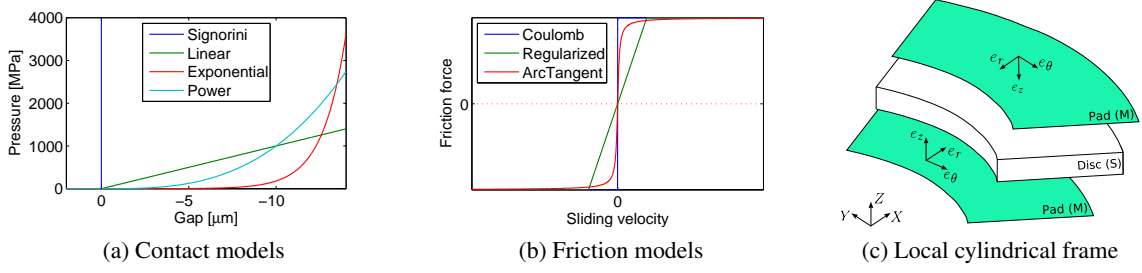 4000
3000
2000
1000
0
Pressure [MPa]
Signorini
Linear
Exponential
Power
0
−5
−10
Gap [µm]
(a) Contact models
Friction force
0
Coulomb
Regularized
ArcTangent
0
Sliding velocity
(b) Friction models
e_r
e_θ
e_z
Pad (M)
e_z
e_r
e_θ
Disc (S)
Pad (M)
Z
Y
X
(c) Local cylindrical frame